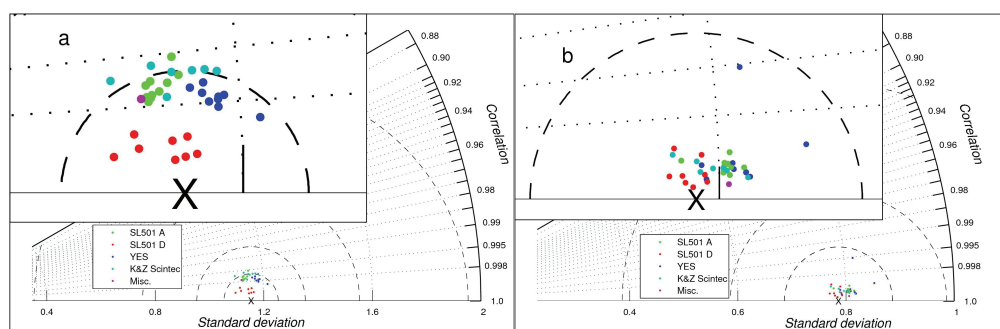 a
X
0.88
0.90
0.92
0.94
0.96
0.98
0.99
0.995
0.998
1.0
Correlation
SL501 A
SL501 D
YES
K&Z Scintec
Misc.
X
0.4
0.8
1.2
1.6
2
Standard deviation
b
X
0.88
0.90
0.92
0.94
0.96
0.98
0.99
0.995
0.998
1.0
Correlation
SL501 A
SL501 D
YES
K&Z Scintec
Misc.
X
0.4
0.6
0.8
1
Standard deviation